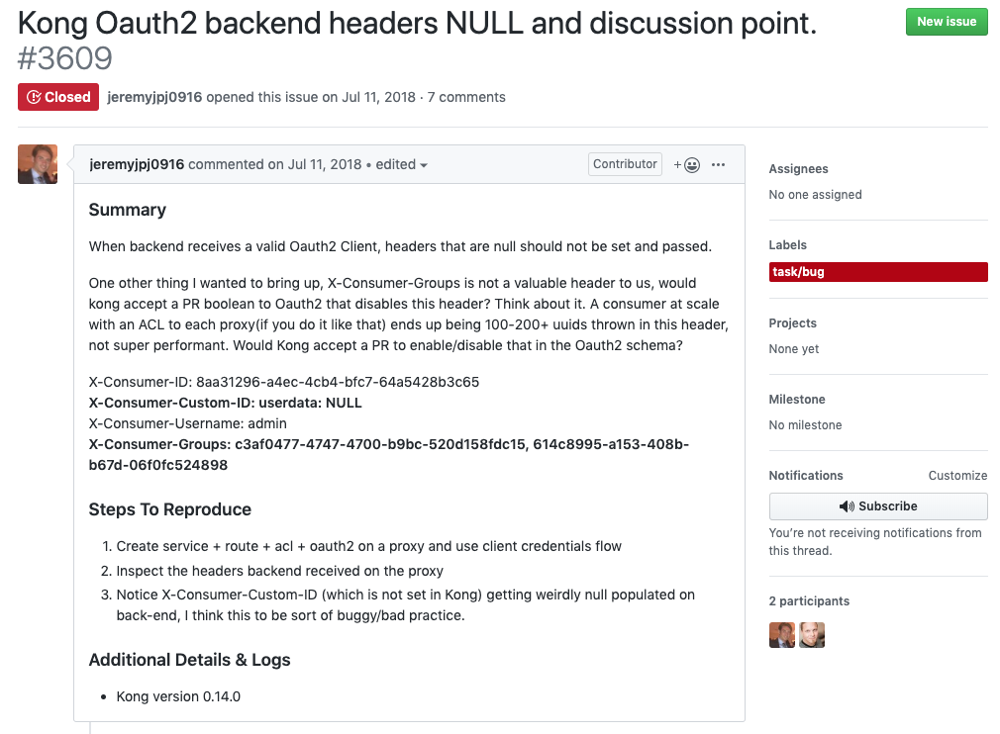 Kong Oauth2 backend headers NULL and discussion point.
#3609
New issue
Closed
jeremyjpj0916 opened this issue on Jul 11, 2018 · 7 comments
jeremyjpj0916 commented on Jul 11, 2018 • edited
Contributor
Summary
When backend receives a valid Oauth2 Client, headers that are null should not be set and passed.
One other thing I wanted to bring up, X-Consumer-Groups is not a valuable header to us, would
kong accept a PR boolean to Oauth2 that disables this header? Think about it. A consumer at scale
with an ACL to each proxy(if you do it like that) ends up being 100-200+ uuids thrown in this header,
not super performant. Would Kong accept a PR to enable/disable that in the Oauth2 schema?
X-Consumer-ID: 8aa31296-a4ec-4cb4-bfc7-64a5428b3c65
X-Consumer-Custom-ID: userdata: NULL
X-Consumer-Username: admin
X-Consumer-Groups: c3af0477-4747-4700-b9bc-520d158fdc15, 614c8995-a153-408b-
b67d-06f0fc524898
Steps To Reproduce
1. Create service + route + acl + oauth2 on a proxy and use client credentials flow
2. Inspect the headers backend received on the proxy
3. Notice X-Consumer-Custom-ID (which is not set in Kong) getting weirdly null populated on
back-end, I think this to be sort of buggy/bad practice.
Additional Details & Logs
• Kong version 0.14.0
Assignees
No one assigned
Labels
task/bug
Projects
None yet
Milestone
No milestone
Notifications
Customize
Subscribe
You're not receiving notifications from
this thread.
2 participants